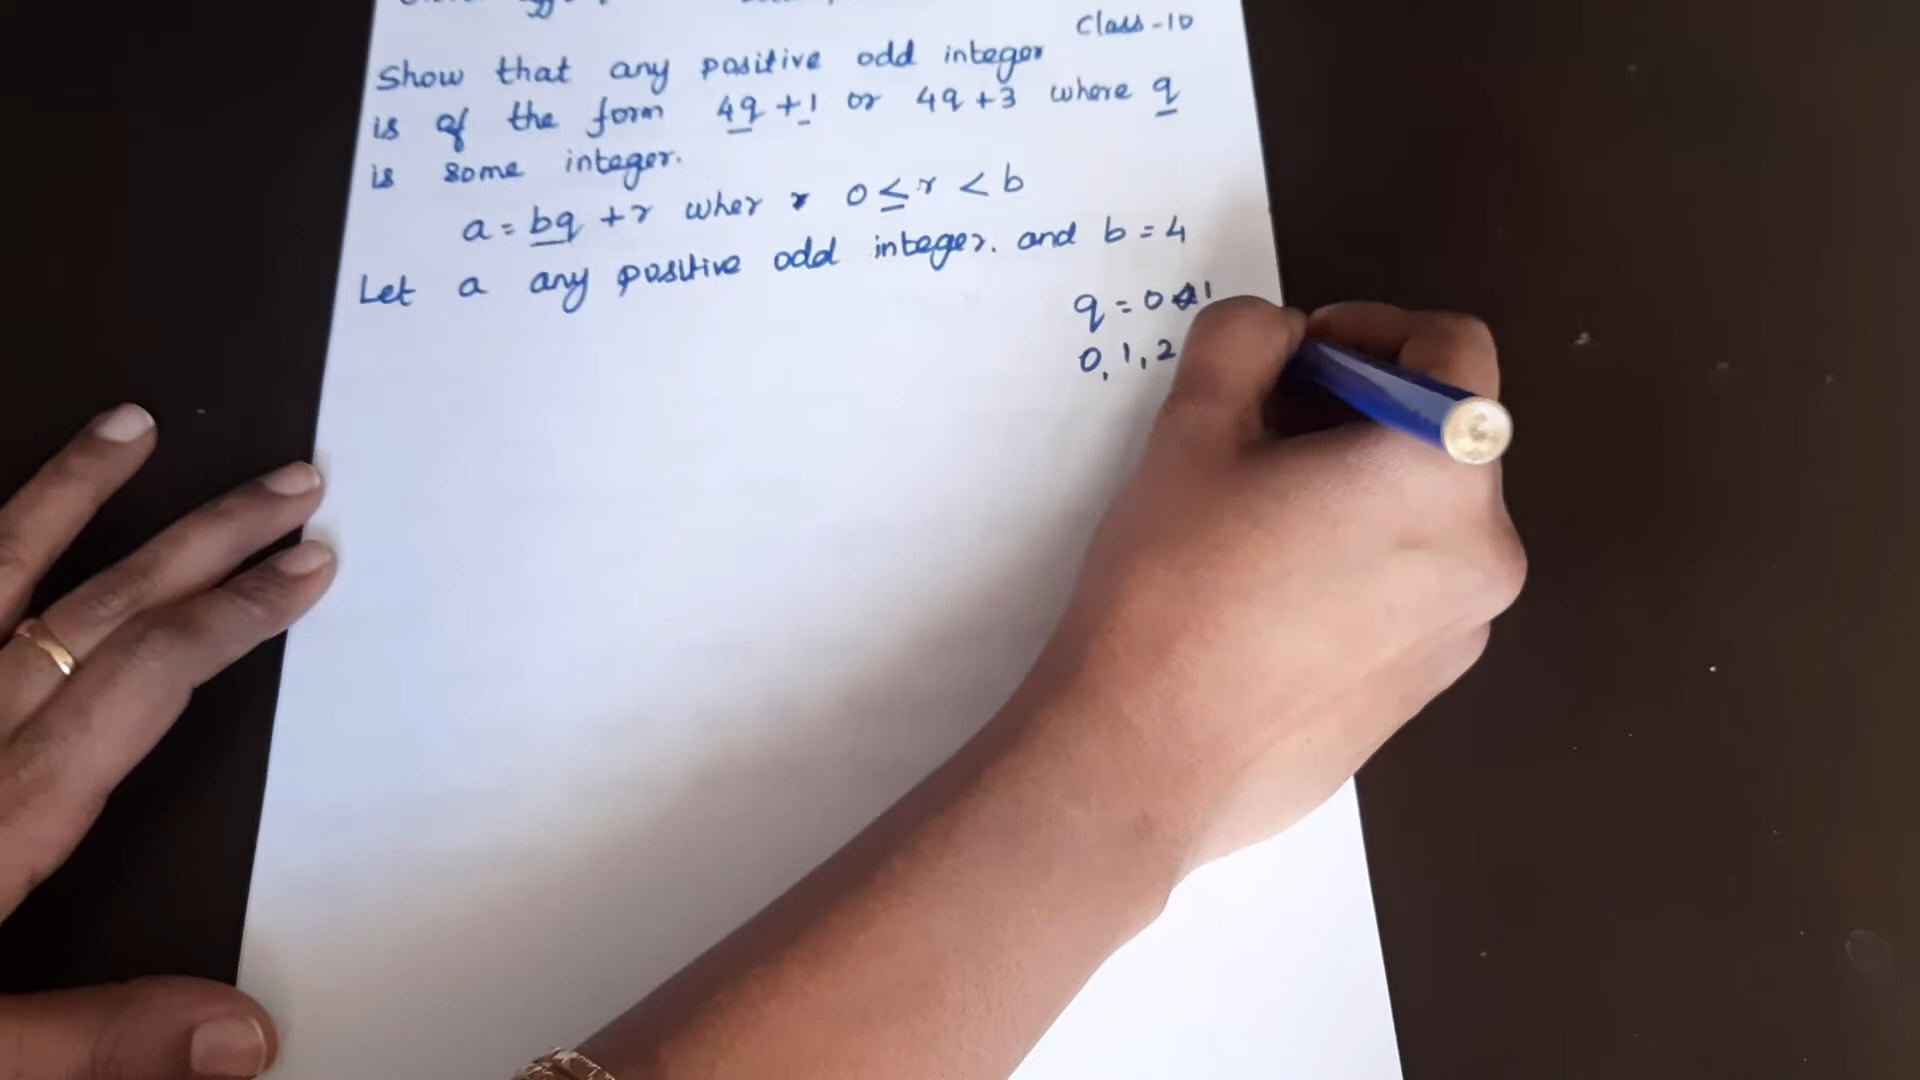 Class-10
Show that any positive odd integer
is of the form 4q + 1 or 4q + 3 where q
is some integer.
a = bq + r wher r 0 ≤ r < b
Let a any positive odd integer. and b = 4
q = 0 1
0, 1, 2